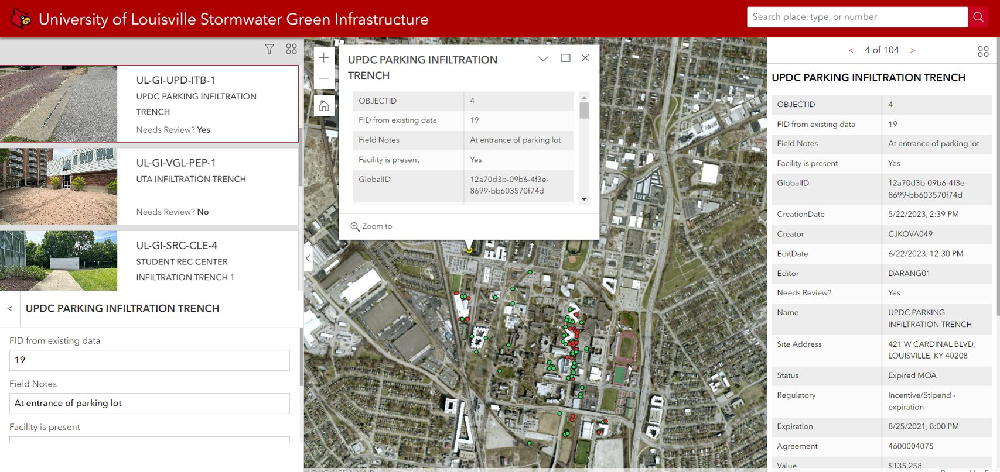 University of Louisville Stormwater Green Infrastructure
Search place, type, or number
UL-GI-UPD-ITB-1
UPDC PARKING INFILTRATION
TRENCH
Needs Review? Yes
UL-GI-VGL-PEP-1
UTA INFILTRATION TRENCH
Needs Review? No
UL-GI-SRC-CLE-4
STUDENT REC CENTER
INFILTRATION TRENCH 1
< UPDC PARKING INFILTRATION TRENCH
FID from existing data
19
Field Notes
At entrance of parking lot
Facility is present
UPDC PARKING INFILTRATION
TRENCH
OBJECTID 4
FID from existing data 19
Field Notes At entrance of parking lot
Facility is present Yes
GlobalID 12a70d3b-09b6-4f3e-
8699-bb603570f74d
Zoom to
< 4 of 104 >
UPDC PARKING INFILTRATION TRENCH
OBJECTID 4
FID from existing data 19
Field Notes At entrance of parking lot
Facility is present Yes
GlobalID 12a70d3b-09b6-4f3e-
8699-bb603570f74d
CreationDate 5/22/2023, 2:39 PM
Creator CJKOVA049
EditDate 6/22/2023, 12:30 PM
Editor DARANG01
Needs Review? Yes
Name UPDC PARKING
INFILTRATION TRENCH
Site Address 421 W CARDINAL BLVD,
LOUISVILLE, KY 40208
Status Expired MOA
Regulatory Incentive/Stipend -
expiration
Expiration 8/25/2021, 8:00 PM
Agreement 4600004075
Value $135,258